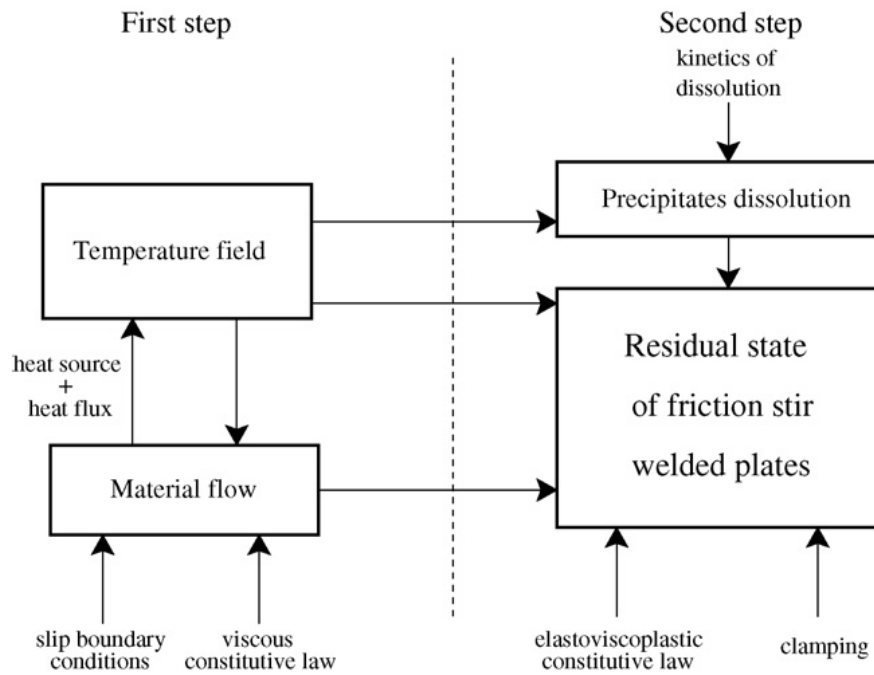 First step
Second step
kinetics of
dissolution
Precipitates dissolution
Temperature field
Residual state
of friction stir
welded plates
heat source
+
heat flux
Material flow
slip boundary
conditions
viscous
constitutive law
elastoviscoplastic
constitutive law
clamping